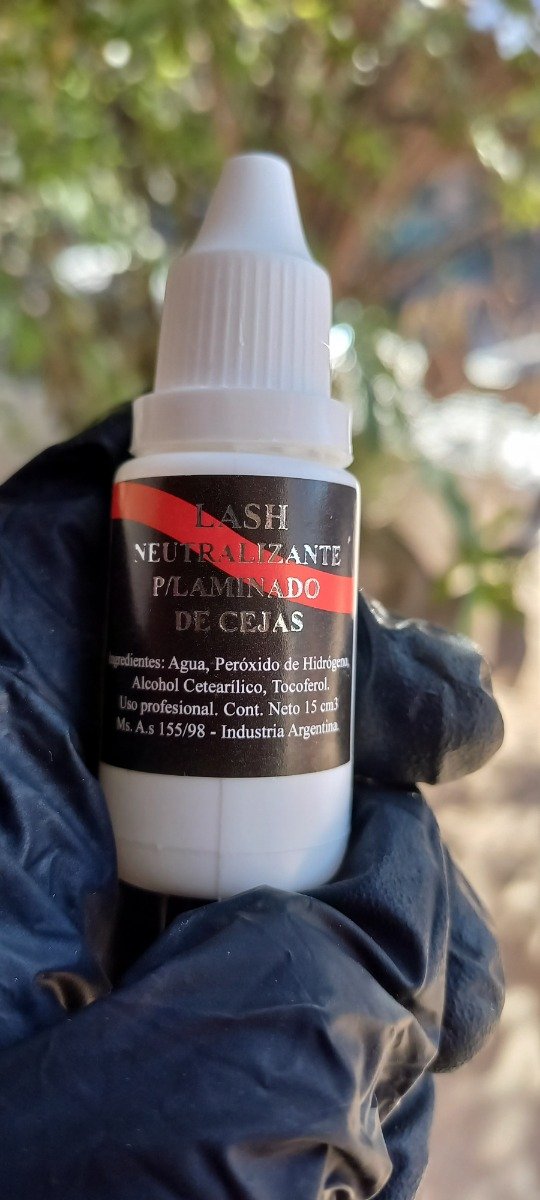 LASH
NEUTRALIZANTE
P/LAMINADO
DE CEJAS
Ingredientes: Agua, Peróxido de Hidrógeno,
Alcohol Cetearílico, Tocoferol.
Uso profesional. Cont. Neto 15 cm3
Ms. A.s 155/98 - Industria Argentina.